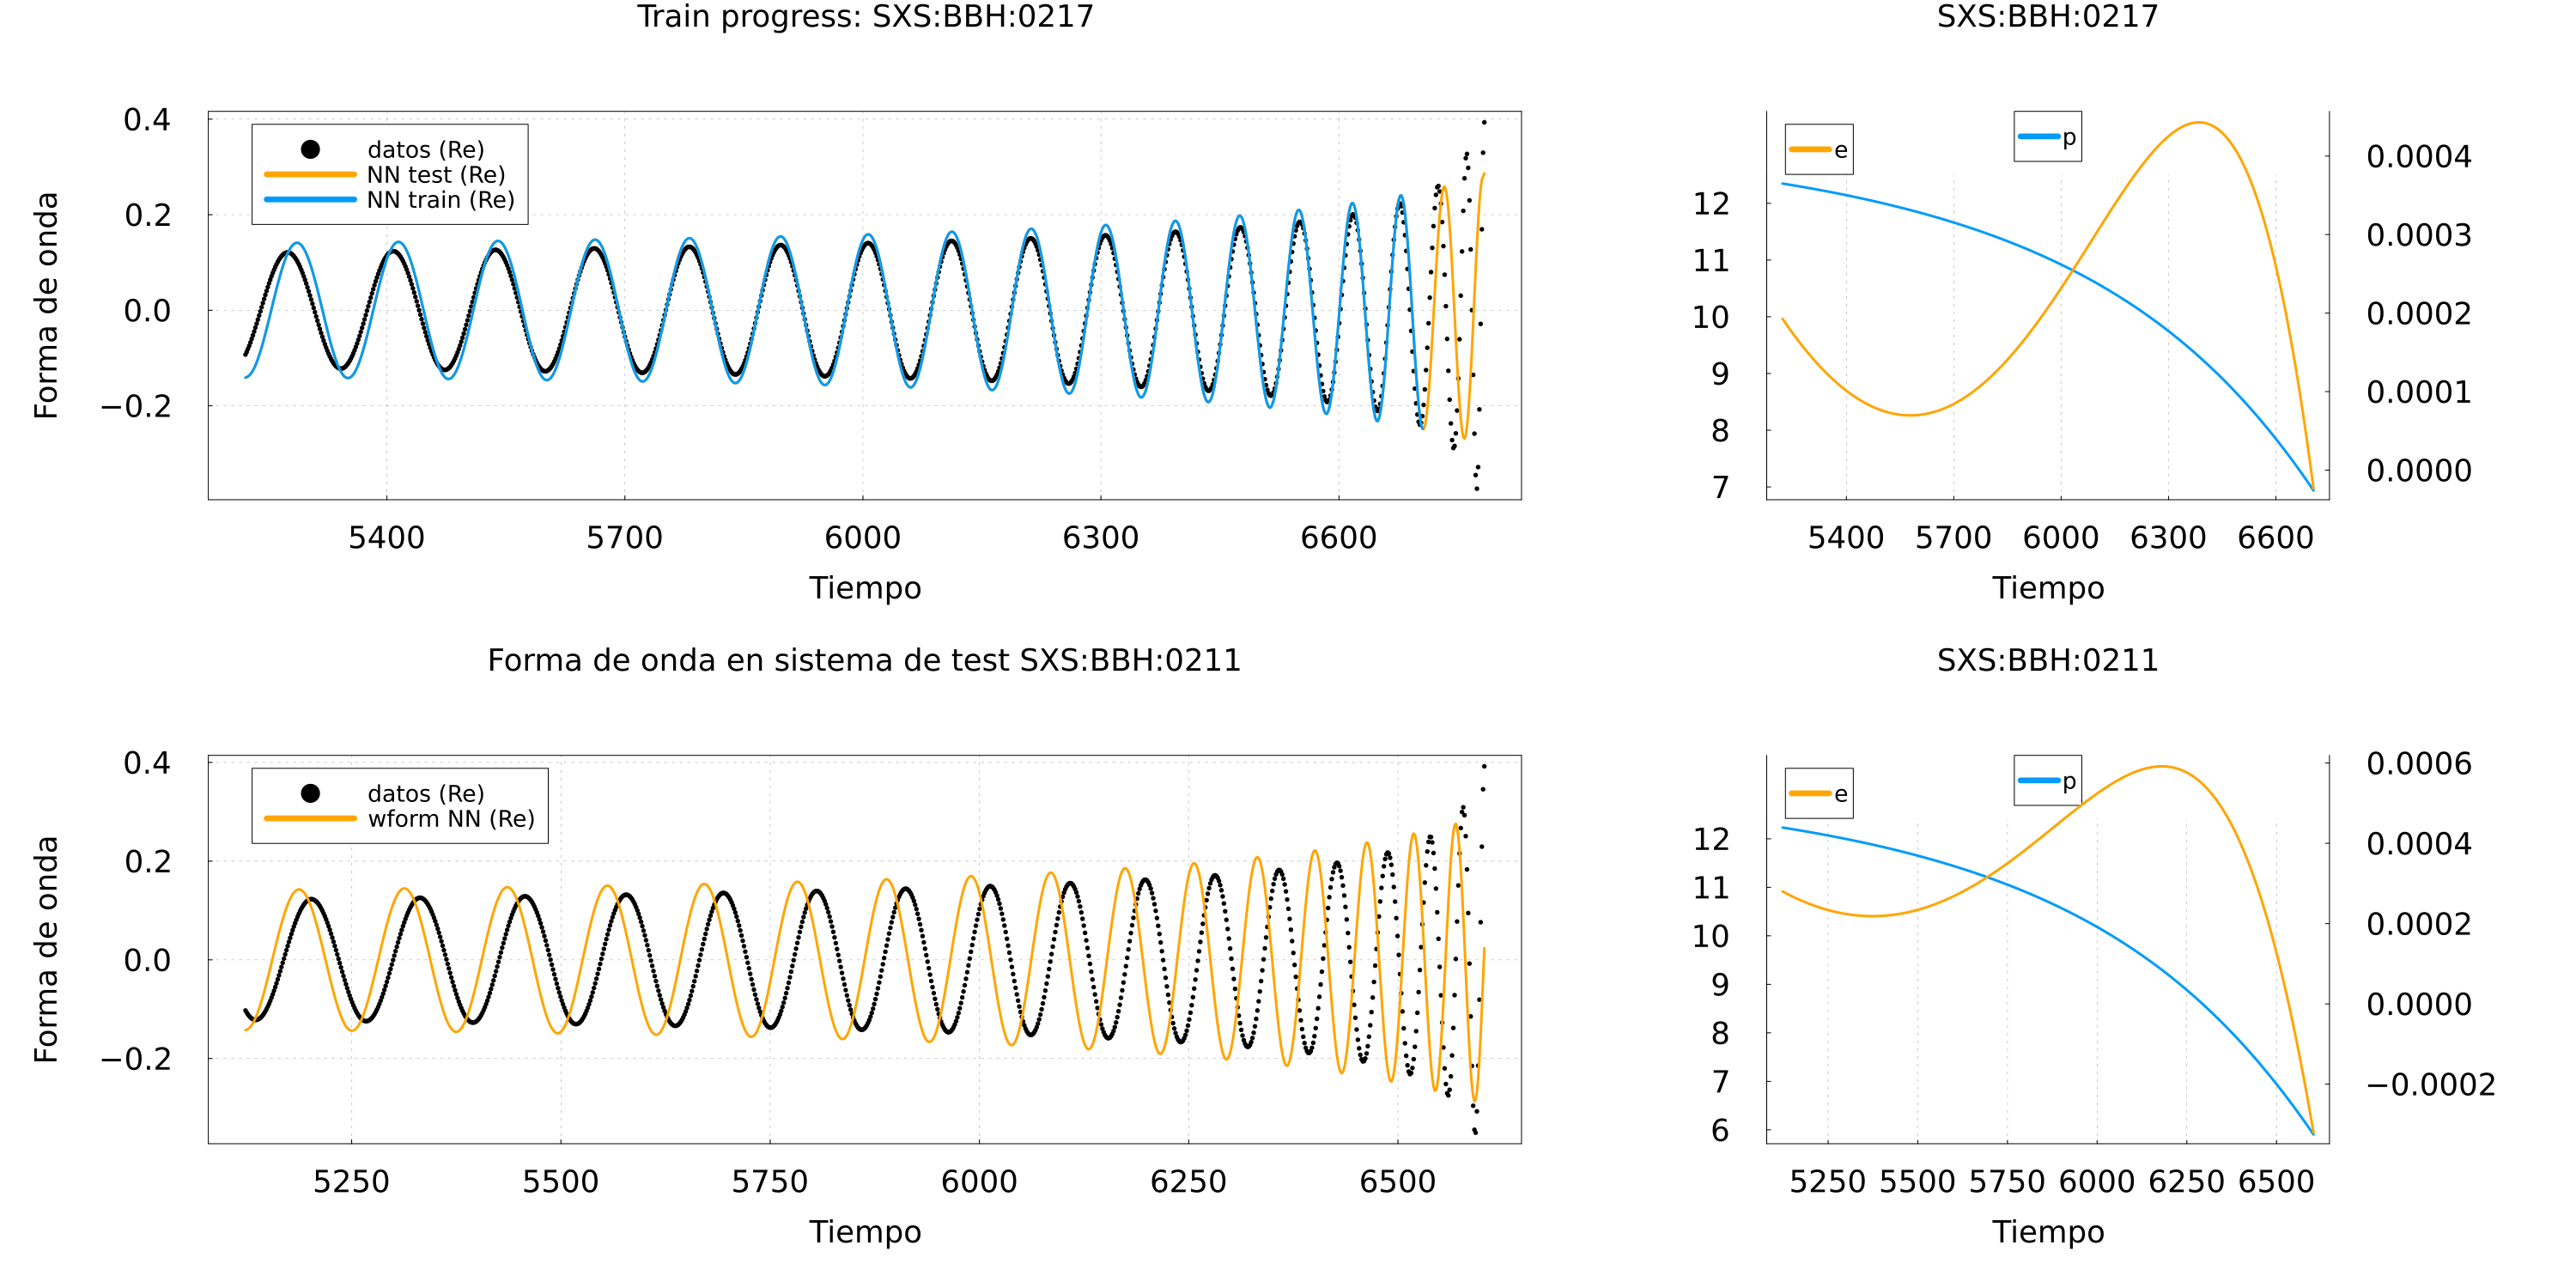 Train progress: SXS:BBH:0217
0.4
0.2
0.0
−0.2
Forma de onda
datos (Re)
NN test (Re)
NN train (Re)
5400 5700 6000 6300 6600
Tiempo
SXS:BBH:0217
e
p
12
11
10
9
8
7
0.0004
0.0003
0.0002
0.0001
0.0000
5400 5700 6000 6300 6600
Tiempo
Forma de onda en sistema de test SXS:BBH:0211
0.4
0.2
0.0
−0.2
Forma de onda
datos (Re)
wform NN (Re)
5250 5500 5750 6000 6250 6500
Tiempo
SXS:BBH:0211
e
p
12
11
10
9
8
7
6
0.0006
0.0004
0.0002
0.0000
−0.0002
5250 5500 5750 6000 6250 6500
Tiempo